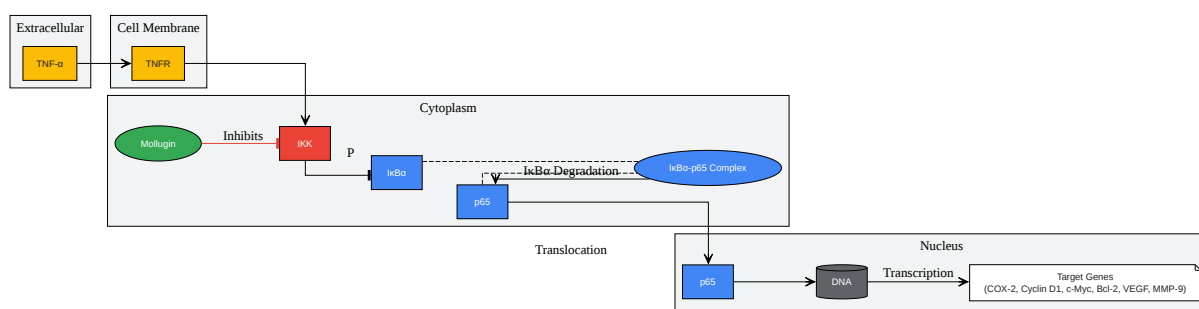 Extracellular
Cell Membrane
TNF-α
TNFR
Cytoplasm
Mollugin
Inhibits
IKK
P
IκBα
IκBα-p65 Complex
IκBα Degradation
p65
Translocation
Nucleus
p65
DNA
Transcription
Target Genes
(COX-2, Cyclin D1, c-Myc, Bcl-2, VEGF, MMP-9)